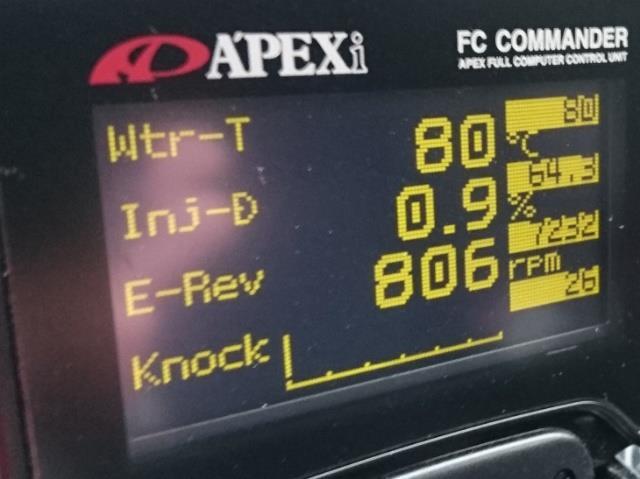 A'PEXi
FC COMMANDER
APEX FULL COMPUTER CONTROL UNIT
Wtr-T 80 °C 80
Inj-D 0.9 % 64.3
E-Rev 806 rpm 7232
Knock 26